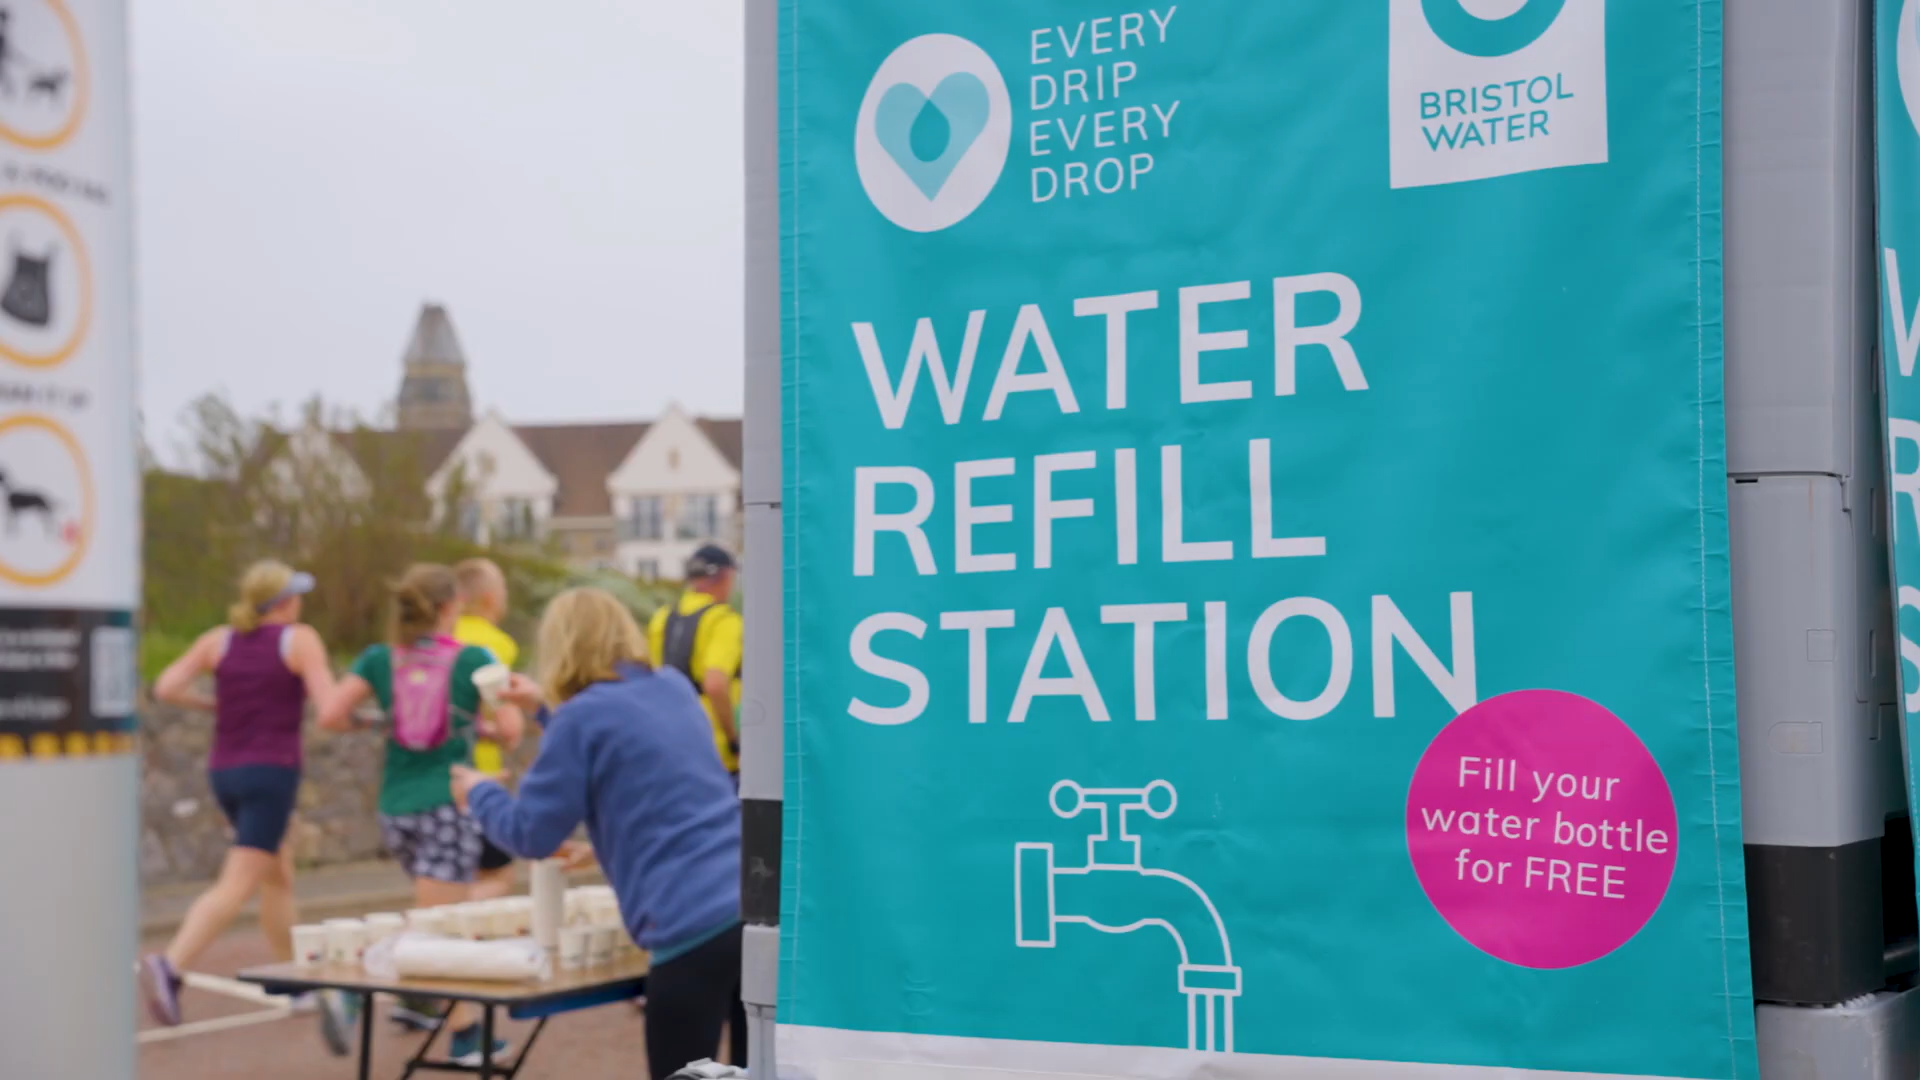 EVERY
DRIP
EVERY
DROP
BRISTOL
WATER
WATER
REFILL
STATION
Fill your
water bottle
for FREE